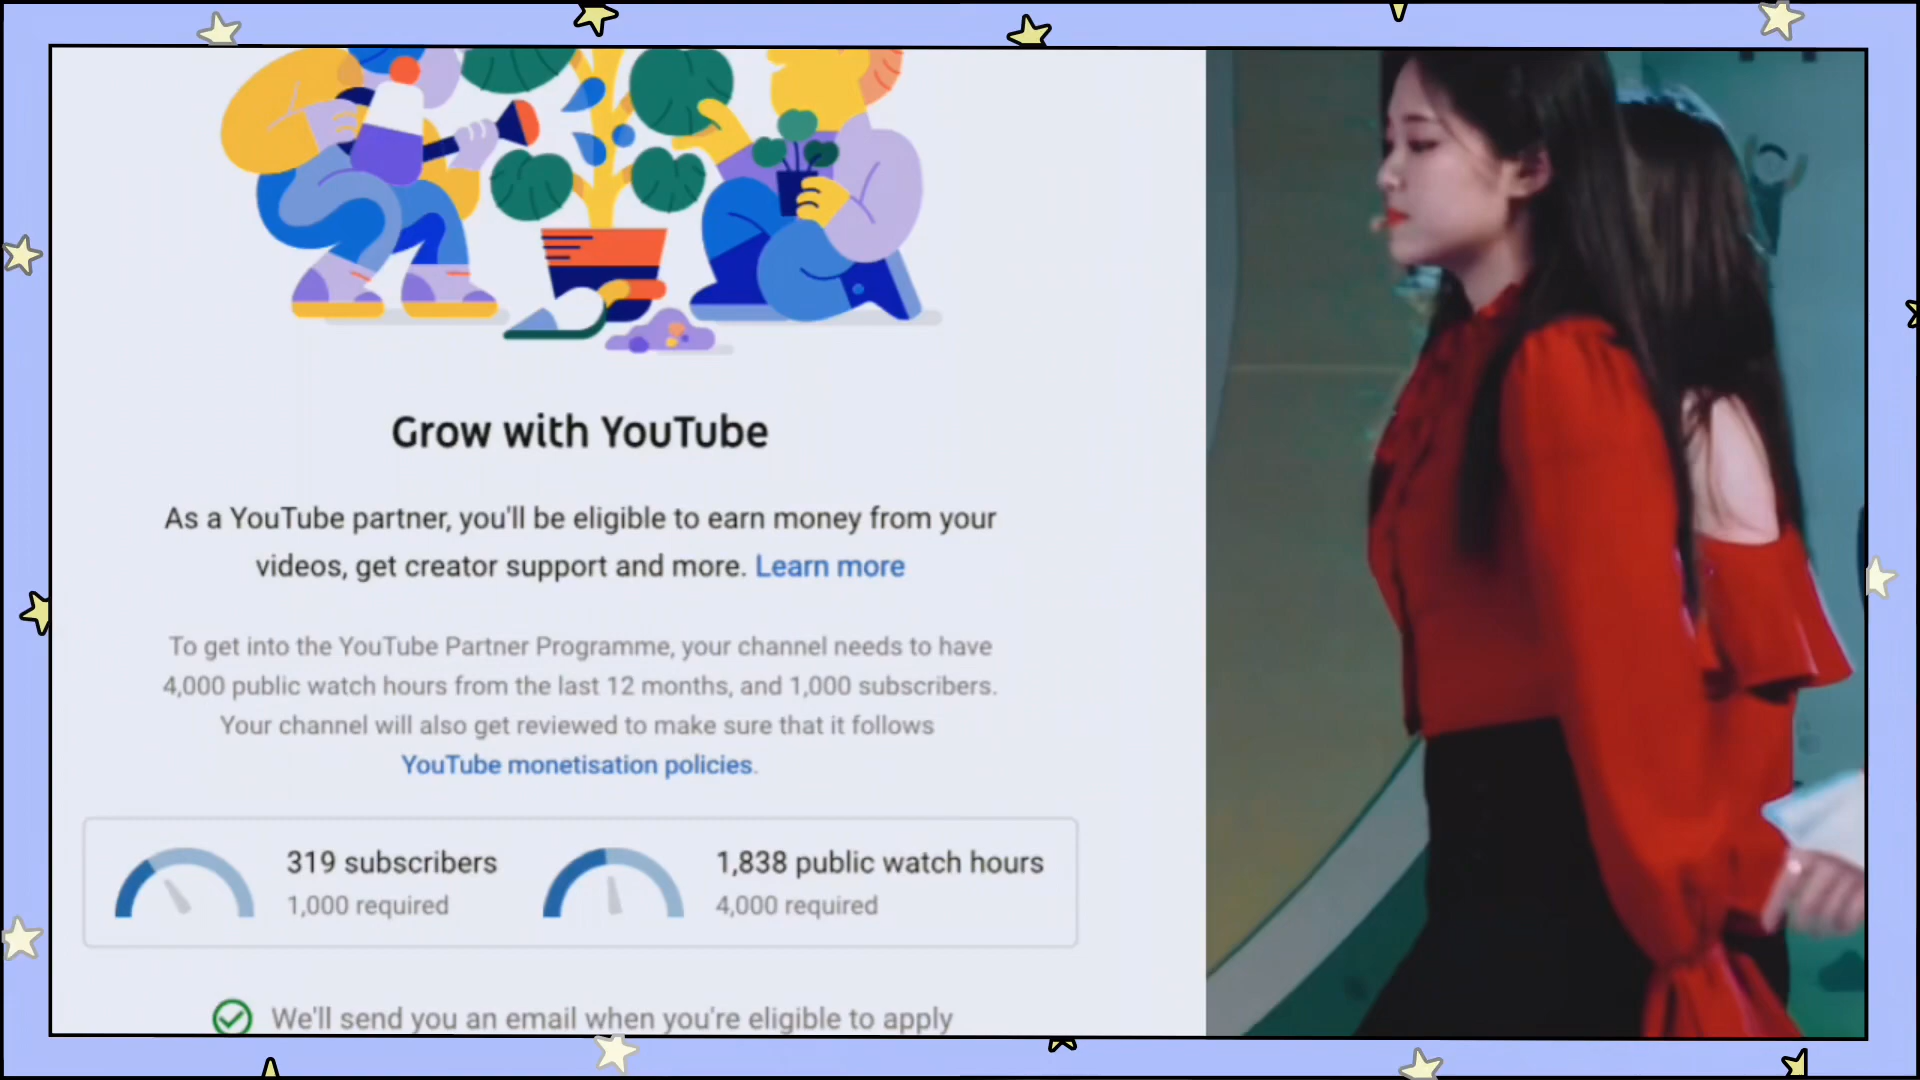 Grow with YouTube
As a YouTube partner, you'll be eligible to earn money from your
videos, get creator support and more. Learn more
To get into the YouTube Partner Programme, your channel needs to have
4,000 public watch hours from the last 12 months, and 1,000 subscribers.
Your channel will also get reviewed to make sure that it follows
YouTube monetisation policies.
319 subscribers
1,000 required
1,838 public watch hours
4,000 required
We'll send you an email when you're eligible to apply